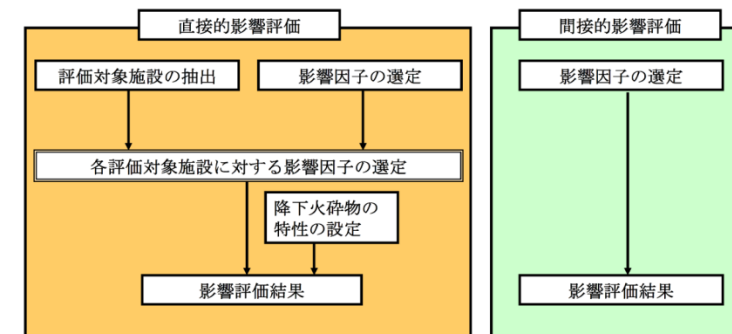 直接的影響評価
評価対象施設の抽出
影響因子の選定
各評価対象施設に対する影響因子の選定
降下火砕物の
特性の設定
影響評価結果
間接的影響評価
影響因子の選定
影響評価結果